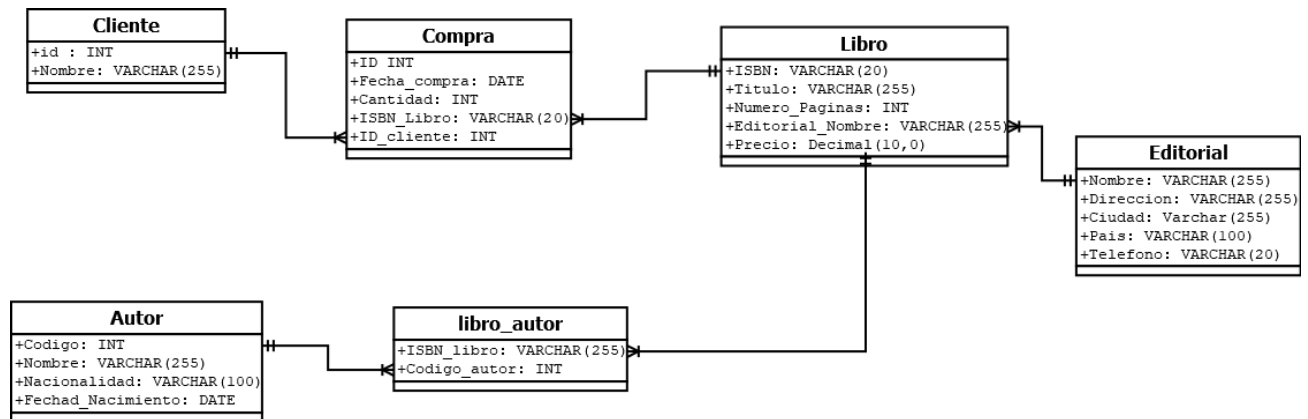 Cliente
+id : INT
+Nombre: VARCHAR(255)
Compra
+ID INT
+Fecha_compra: DATE
+Cantidad: INT
+ISBN_Libro: VARCHAR(20)
+ID_cliente: INT
Libro
+ISBN: VARCHAR(20)
+Titulo: VARCHAR(255)
+Numero_Paginas: INT
+Editorial_Nombre: VARCHAR(255)
+Precio: Decimal(10,0)
Editorial
+Nombre: VARCHAR(255)
+Direccion: VARCHAR(255)
+Ciudad: Varchar(255)
+Pais: VARCHAR(100)
+Telefono: VARCHAR(20)
Autor
+Codigo: INT
+Nombre: VARCHAR(255)
+Nacionalidad: VARCHAR(100)
+Fechad_Nacimiento: DATE
libro_autor
+ISBN_libro: VARCHAR(255)
+Codigo_autor: INT